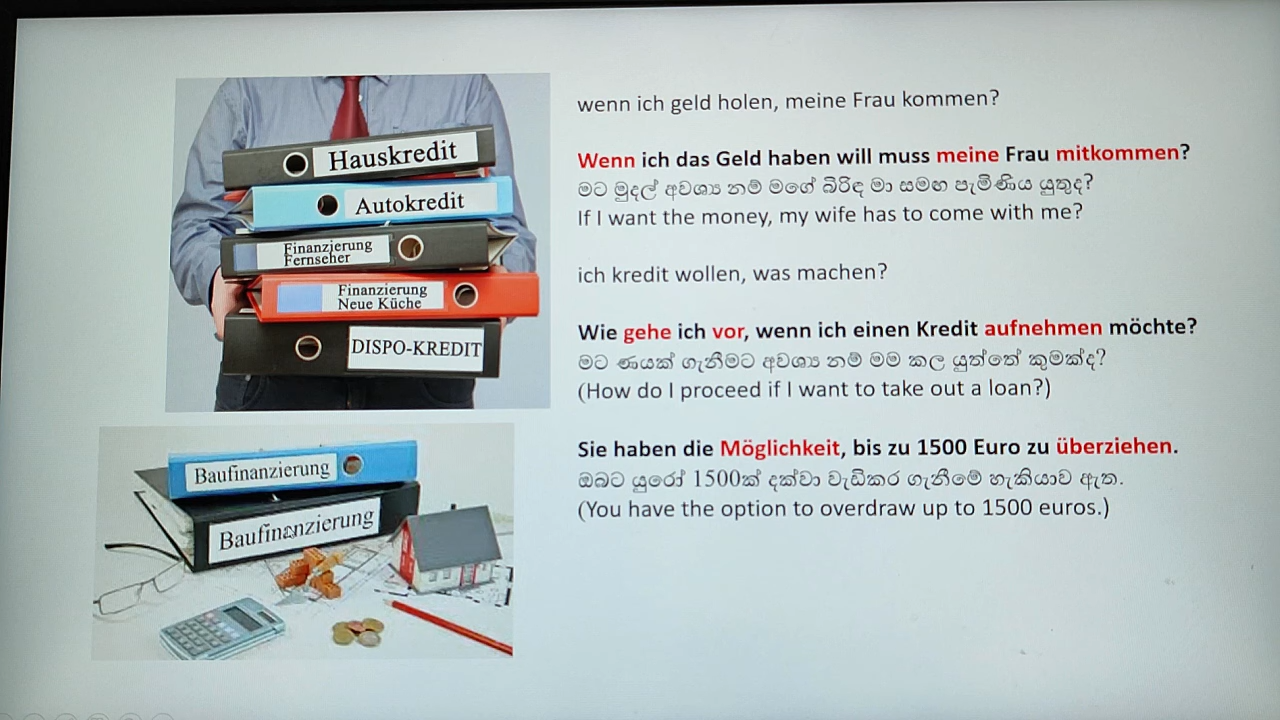 Hauskredit
Autokredit
Finanzierung
Fernseher
Finanzierung
Neue Küche
DISPO-KREDIT
Baufinanzierung
Baufinanzierung
wenn ich geld holen, meine Frau kommen?
Wenn ich das Geld haben will muss meine Frau mitkommen?
මට මුදල් අවශ්‍ය නම් මගේ බිරිඳ මා සමඟ පැමිණිය යුතුද?
If I want the money, my wife has to come with me?
ich kredit wollen, was machen?
Wie gehe ich vor, wenn ich einen Kredit aufnehmen möchte?
මට ණයක් ගැනීමට අවශ්‍ය නම් මම කල යුත්තේ කුමක්ද?
(How do I proceed if I want to take out a loan?)
Sie haben die Möglichkeit, bis zu 1500 Euro zu überziehen.
ඔබට යුරෝ 1500ක් දක්වා වැඩිකර ගැනීමේ හැකියාව ඇත.
(You have the option to overdraw up to 1500 euros.)